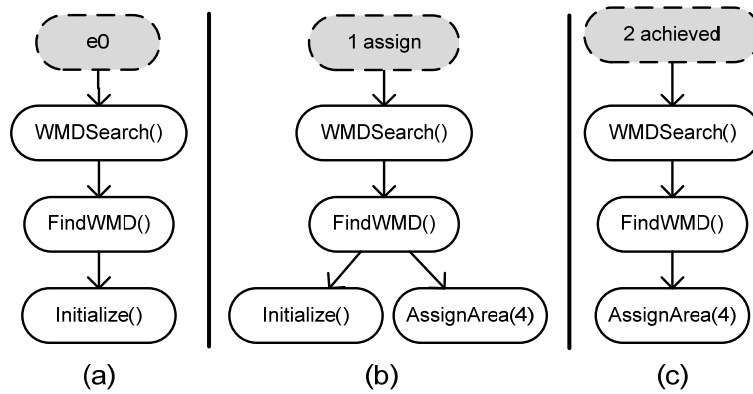 e0
WMDSearch()
FindWMD()
Initialize()
(a)
1 assign
WMDSearch()
FindWMD()
Initialize()
AssignArea(4)
(b)
2 achieved
WMDSearch()
FindWMD()
AssignArea(4)
(c)